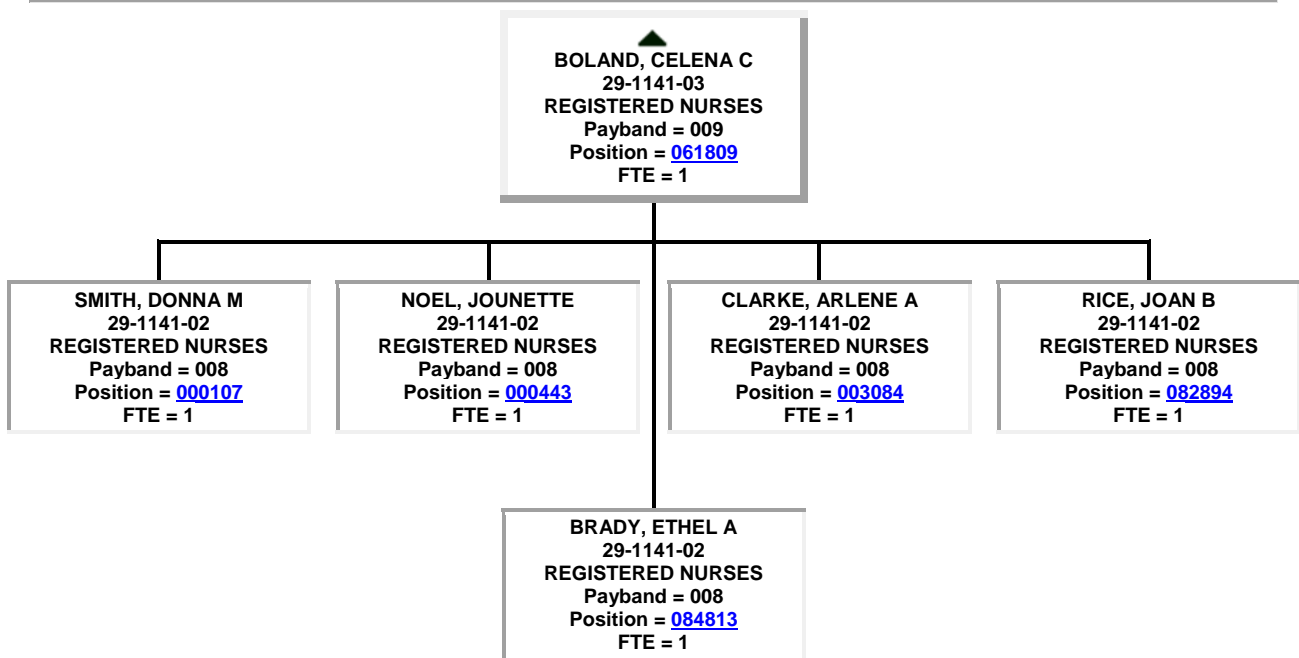 BOLAND, CELENA C
29-1141-03
REGISTERED NURSES
Payband = 009
Position = 061809
FTE = 1
SMITH, DONNA M
29-1141-02
REGISTERED NURSES
Payband = 008
Position = 000107
FTE = 1
NOEL, JOUNETTE
29-1141-02
REGISTERED NURSES
Payband = 008
Position = 000443
FTE = 1
CLARKE, ARLENE A
29-1141-02
REGISTERED NURSES
Payband = 008
Position = 003084
FTE = 1
RICE, JOAN B
29-1141-02
REGISTERED NURSES
Payband = 008
Position = 082894
FTE = 1
BRADY, ETHEL A
29-1141-02
REGISTERED NURSES
Payband = 008
Position = 084813
FTE = 1